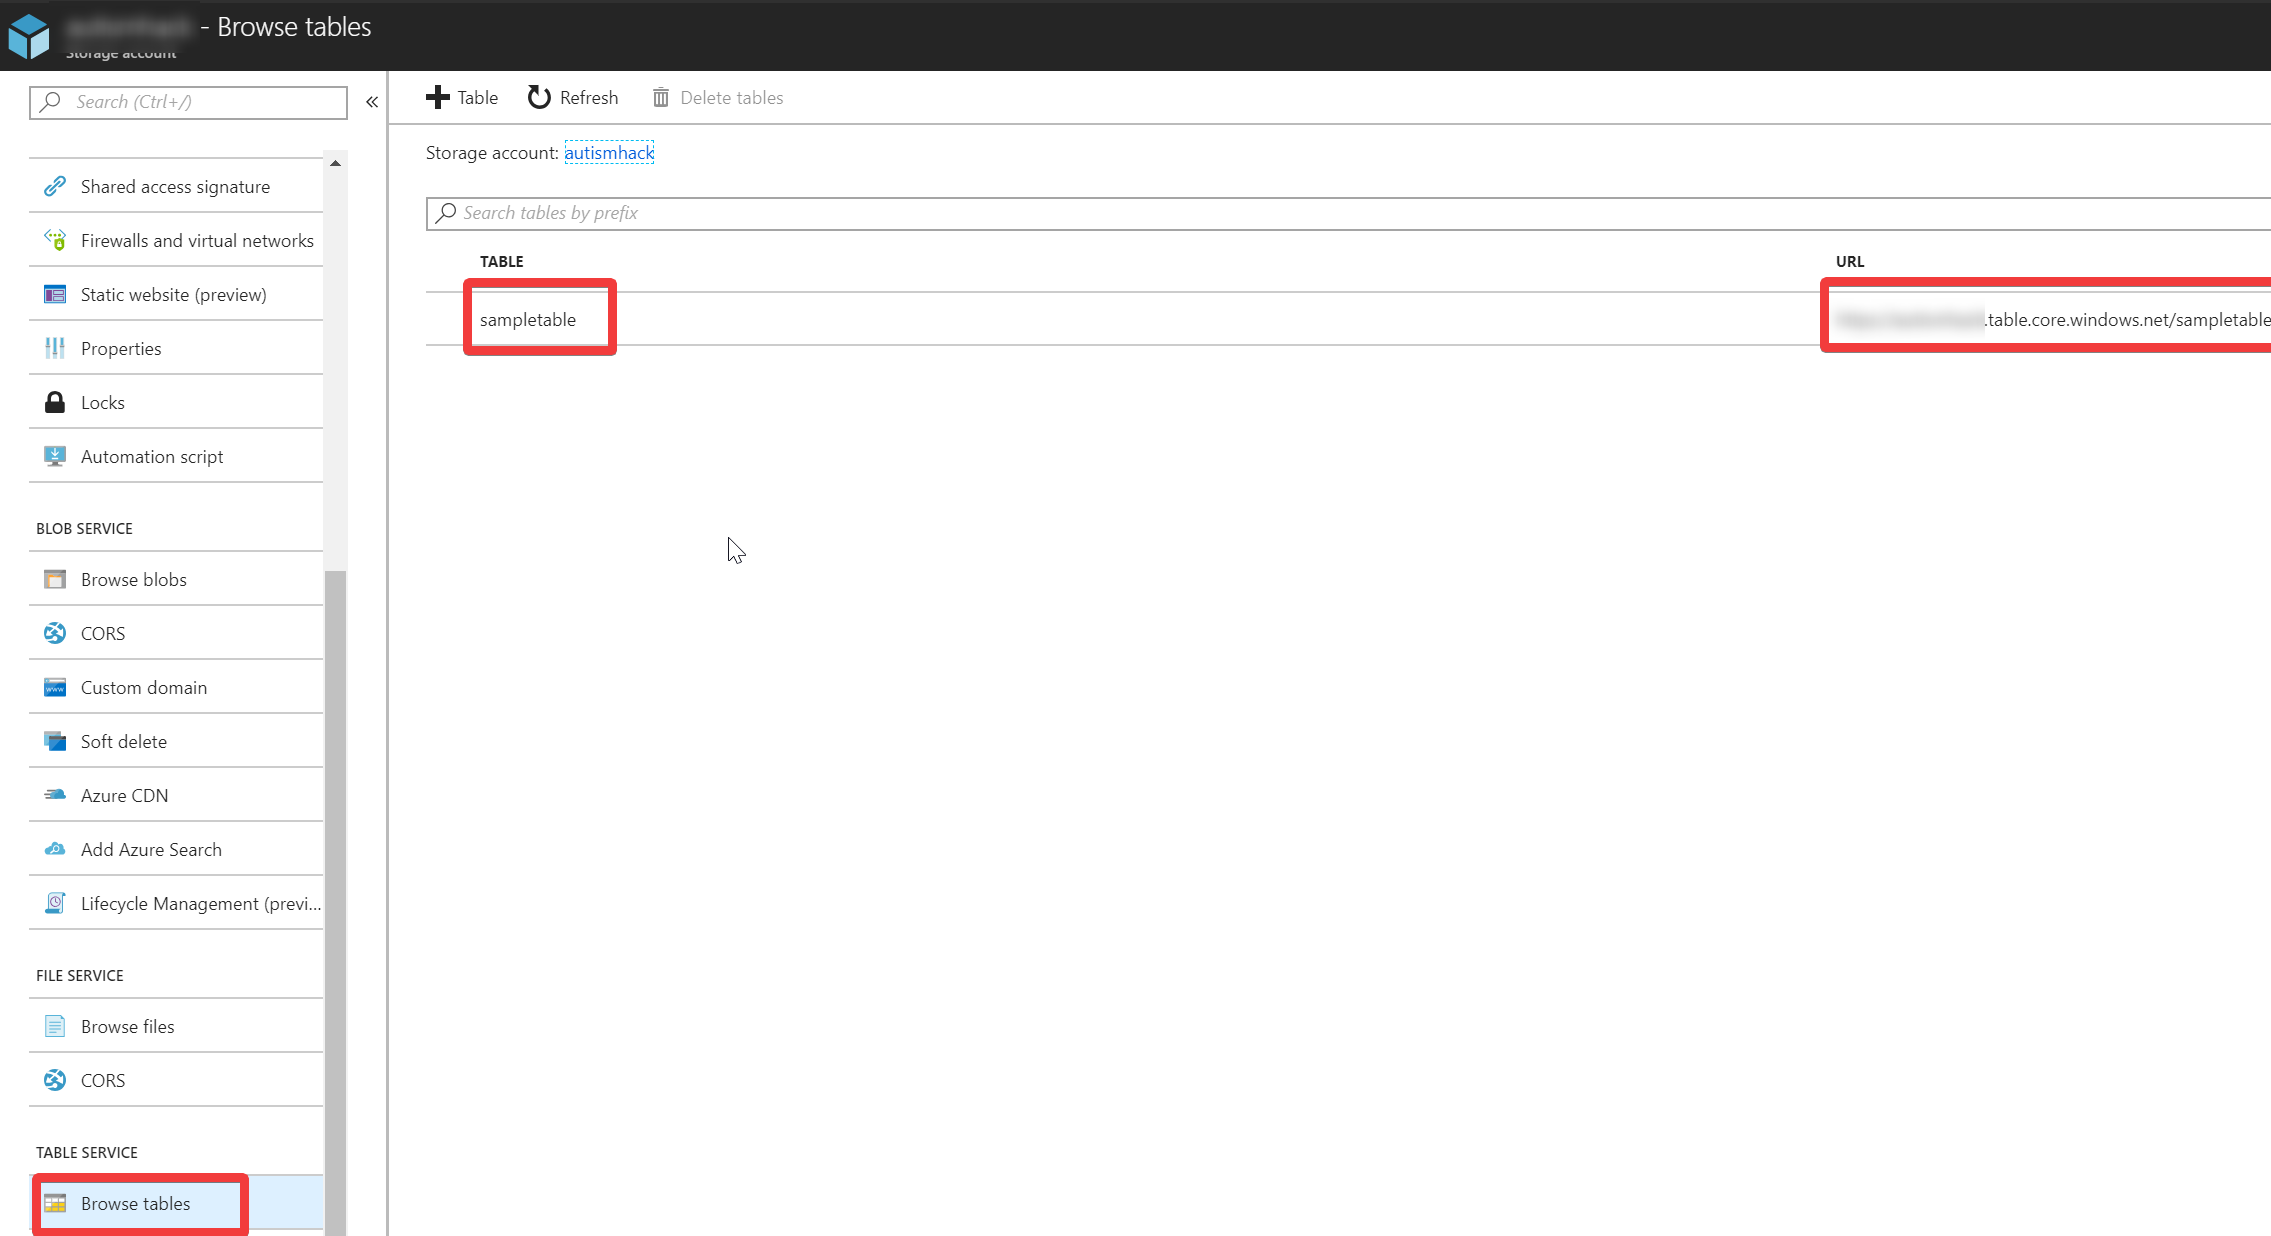 - Browse tables
Storage account
Search (Ctrl+/)
«
Shared access signature
Firewalls and virtual networks
Static website (preview)
Properties
Locks
Automation script
BLOB SERVICE
Browse blobs
CORS
Custom domain
Soft delete
Azure CDN
Add Azure Search
Lifecycle Management (previ...
FILE SERVICE
Browse files
CORS
TABLE SERVICE
Browse tables
Table Refresh Delete tables
Storage account: autismhack
Search tables by prefix
TABLE URL
sampletable .table.core.windows.net/sampletable